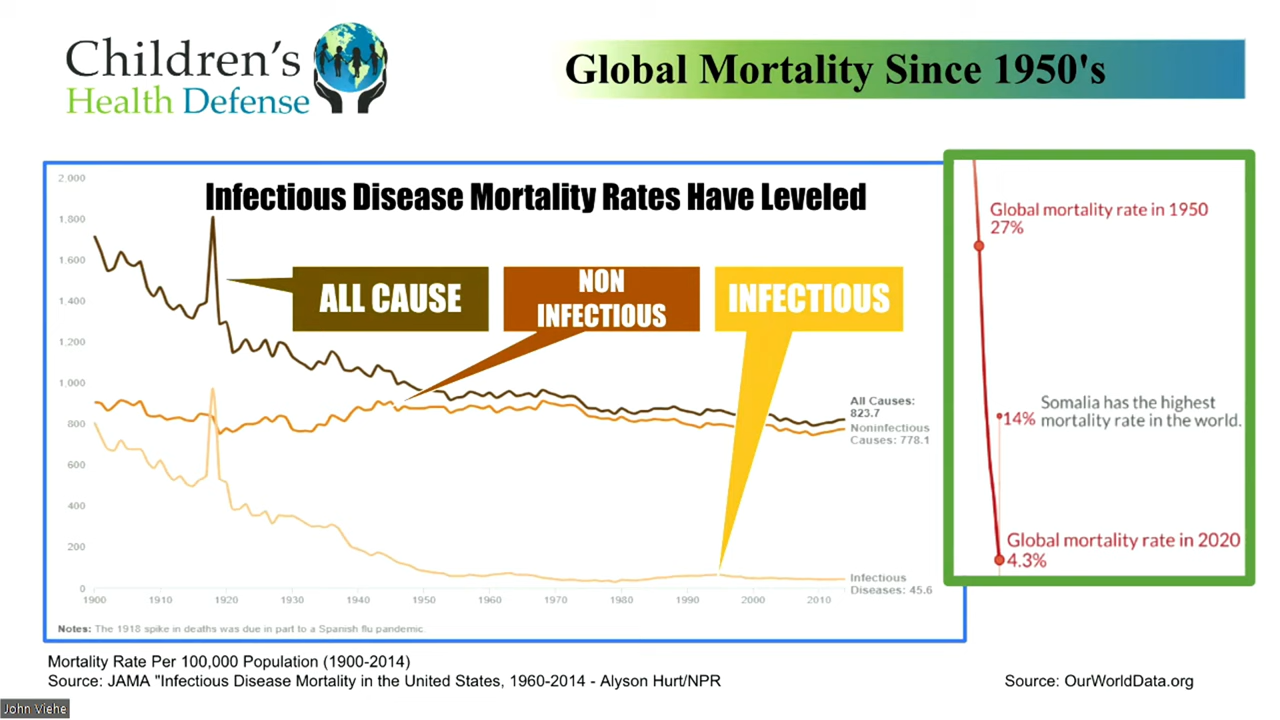 Children's
Health Defense
Global Mortality Since 1950's
2.000
1,800
1,600
1,400
1,200
1,000
800
600
400
200
0
Infectious Disease Mortality Rates Have Leveled
ALL CAUSE
NON
INFECTIOUS
INFECTIOUS
All Causes:
823.7
Noninfectious
Causes: 778.1
Infectious
Diseases: 45.6
1900
1910
1920
1930
1940
1950
1960
1970
1980
1990
2000
2010
Notes: The 1918 spike in deaths was due in part to a Spanish flu pandemic.
Global mortality rate in 1950
27%
14%
Somalia has the highest
mortality rate in the world.
Global mortality rate in 2020
4.3%
Mortality Rate Per 100,000 Population (1900-2014)
Source: JAMA "Infectious Disease Mortality in the United States, 1960-2014 - Alyson Hurt/NPR
Source: OurWorldData.org
John Viehe